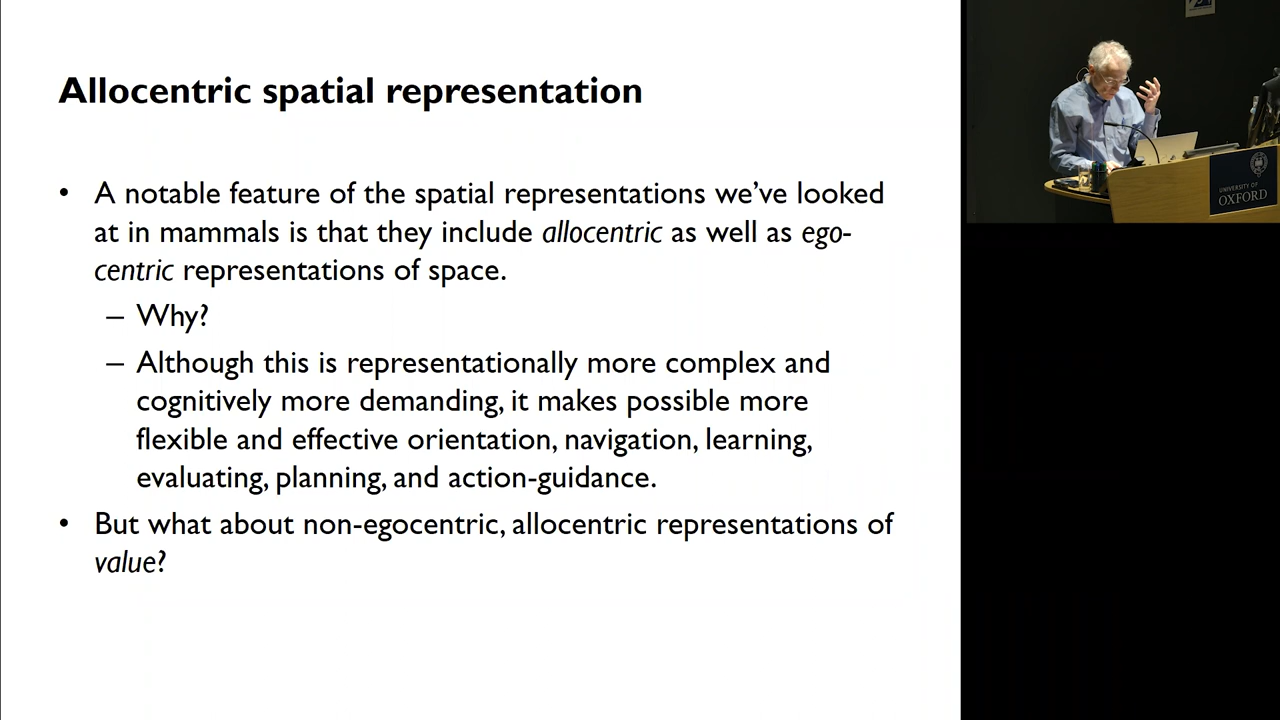 Allocentric spatial representation
• A notable feature of the spatial representations we’ve looked
at in mammals is that they include allocentric as well as ego-
centric representations of space.
– Why?
– Although this is representationally more complex and
cognitively more demanding, it makes possible more
flexible and effective orientation, navigation, learning,
evaluating, planning, and action-guidance.
• But what about non-egocentric, allocentric representations of
value?
UNIVERSITY OF
OXFORD